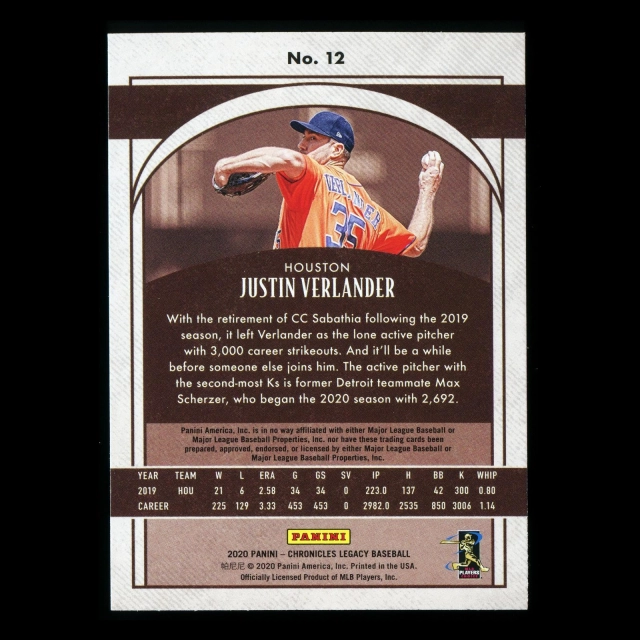 No. 12
VERLANDER
35
HOUSTON
JUSTIN VERLANDER
With the retirement of CC Sabathia following the 2019
season, it left Verlander as the lone active pitcher
with 3,000 career strikeouts. And it'll be a while
before someone else joins him. The active pitcher with
the second-most Ks is former Detroit teammate Max
Scherzer, who began the 2020 season with 2,692.
Panini America, Inc. is in no way affiliated with either Major League Baseball or
Major League Baseball Properties, Inc. nor have these trading cards been
prepared, approved, endorsed, or licensed by either Major League Baseball or
Major League Baseball Properties, Inc.
YEAR TEAM W L ERA G GS SV IP H BB K WHIP
2019 HOU 21 6 2.58 34 34 0 223.0 137 42 300 0.80
CAREER 225 129 3.33 453 453 0 2982.0 2535 850 3006 1.14
PANINI
2020 PANINI – CHRONICLES LEGACY BASEBALL
帕尼尼 © 2020 Panini America, Inc. Printed in the USA.
Officially Licensed Product of MLB Players, Inc.
PLAYERS